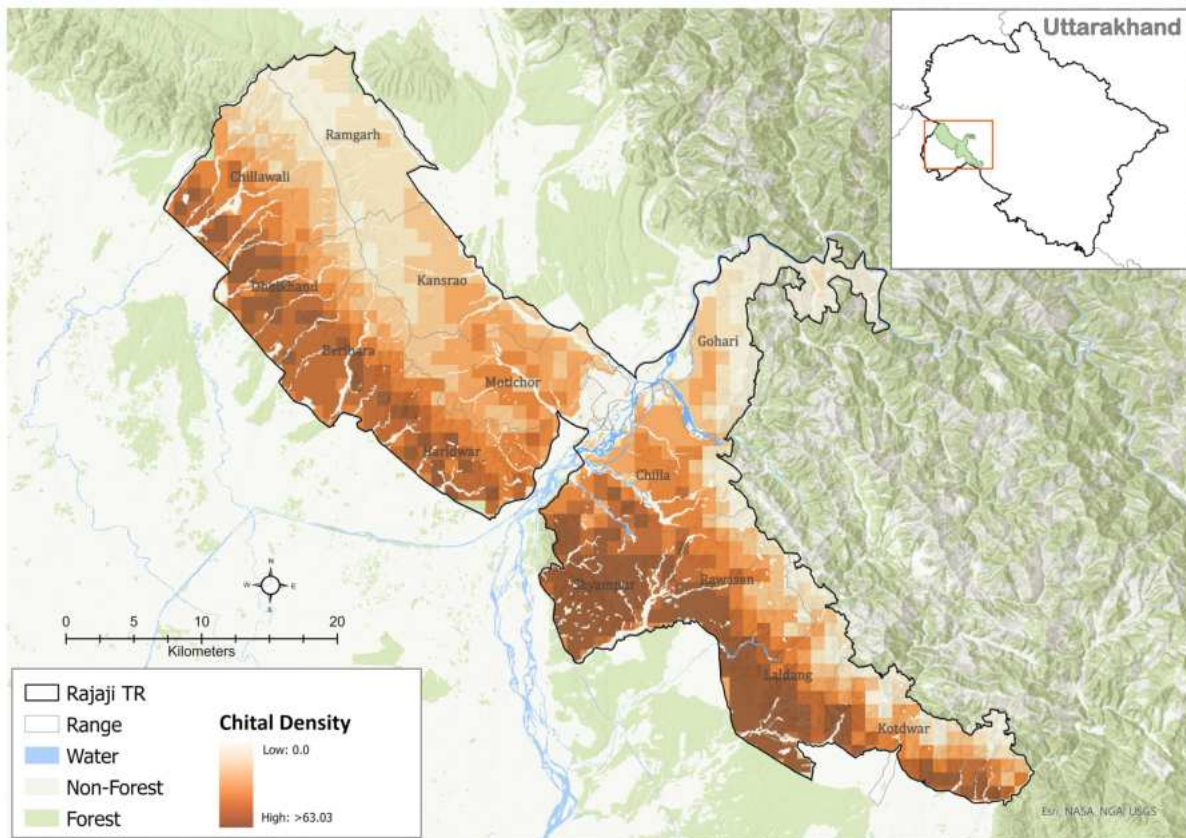 Uttarakhand
Ramgarh
Chillawali
Kansrao
Dholkhand
Beribara
Gohari
Motichor
Haridwar
Chilla
Shyampur
Rawasan
Laldang
Kotdwar
N
W
E
S
0 5 10 20
Kilometers
Rajaji TR
Range
Water
Non-Forest
Forest
Chital Density
Low: 0.0
High: >63.03
Esri, NASA, NGA, USGS